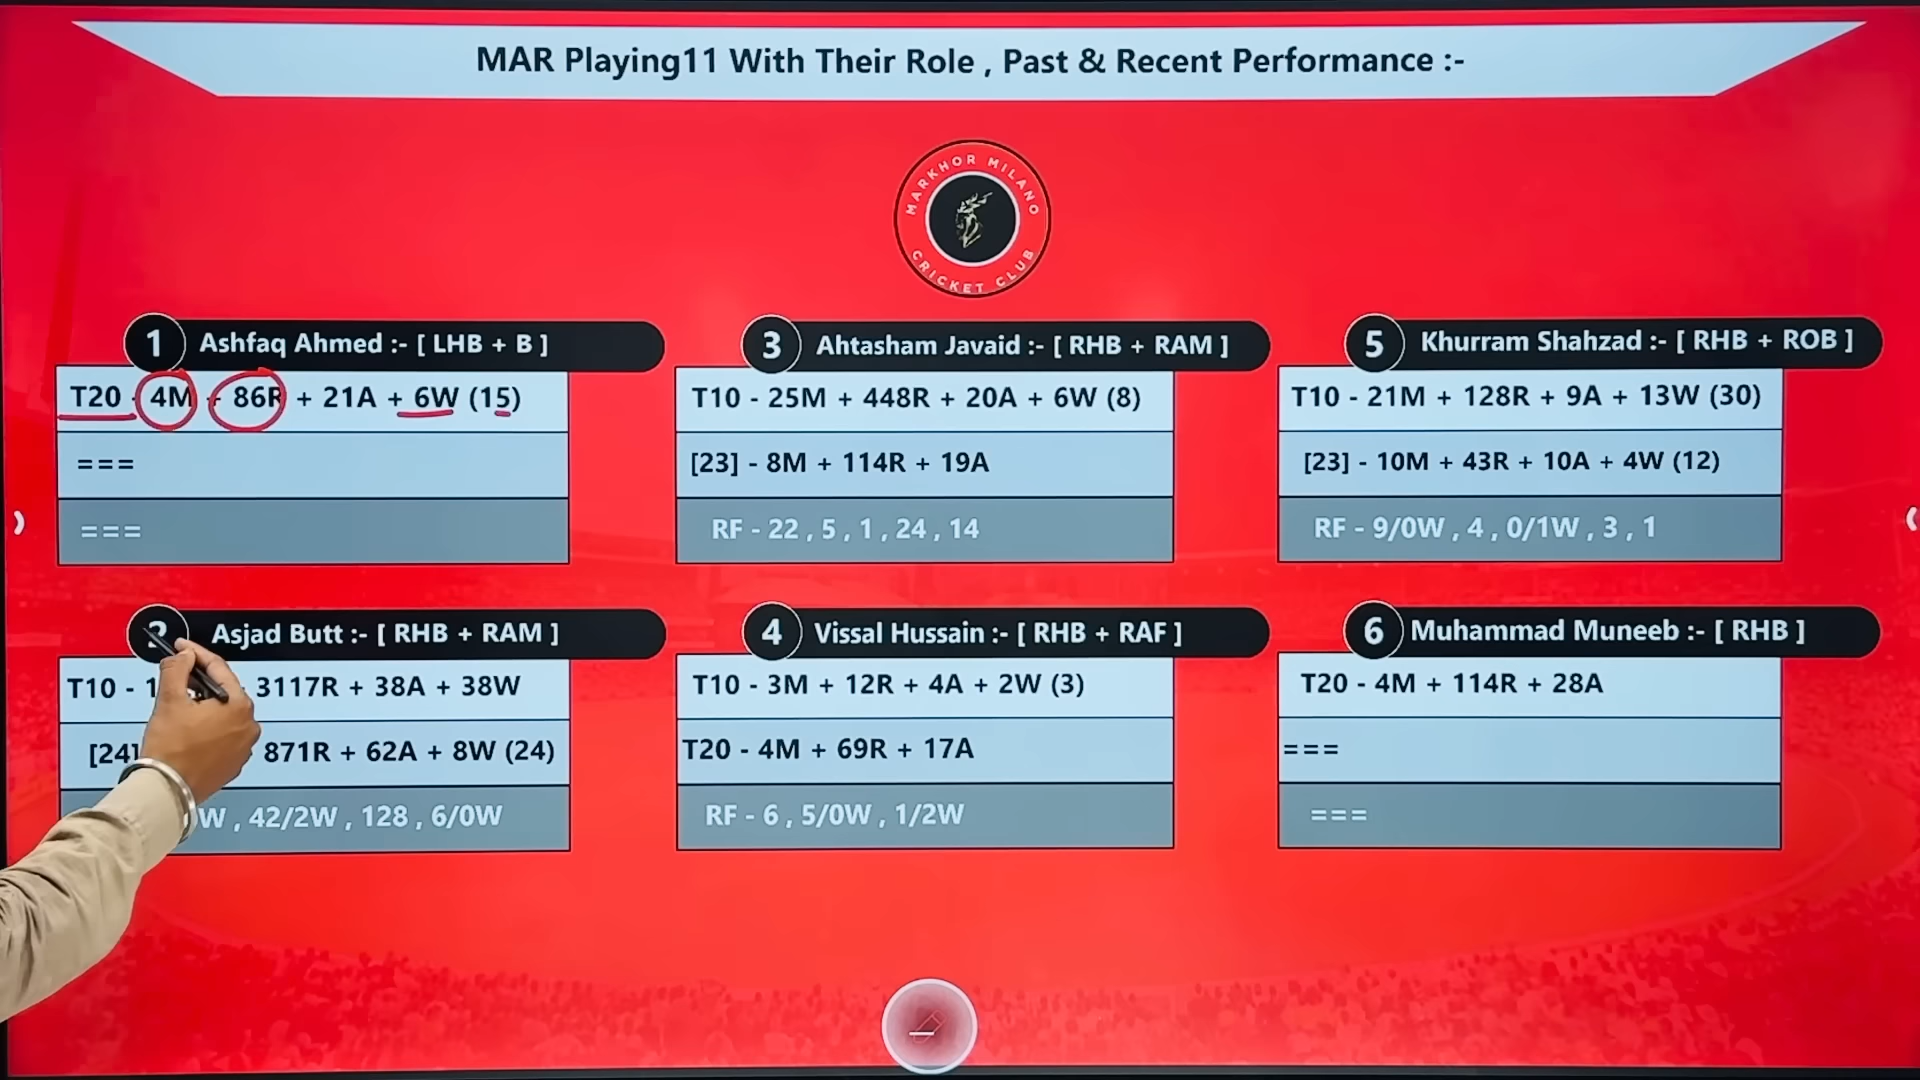 MAR Playing11 With Their Role , Past & Recent Performance :-
MARKHOR MILANO
CRICKET CLUB
1 Ashfaq Ahmed :- [ LHB + B ]
T20 - 4M + 86R + 21A + 6W (15)
===
===
2 Asjad Butt :- [ RHB + RAM ]
T10 - 3117R + 38A + 38W
[24] 871R + 62A + 8W (24)
W , 42/2W , 128 , 6/0W
3 Ahtasham Javaid :- [ RHB + RAM ]
T10 - 25M + 448R + 20A + 6W (8)
[23] - 8M + 114R + 19A
RF - 22 , 5 , 1 , 24 , 14
4 Vissal Hussain :- [ RHB + RAF ]
T10 - 3M + 12R + 4A + 2W (3)
T20 - 4M + 69R + 17A
RF - 6 , 5/0W , 1/2W
5 Khurram Shahzad :- [ RHB + ROB ]
T10 - 21M + 128R + 9A + 13W (30)
[23] - 10M + 43R + 10A + 4W (12)
RF - 9/0W , 4 , 0/1W , 3 , 1
6 Muhammad Muneeb :- [ RHB ]
T20 - 4M + 114R + 28A
===
===